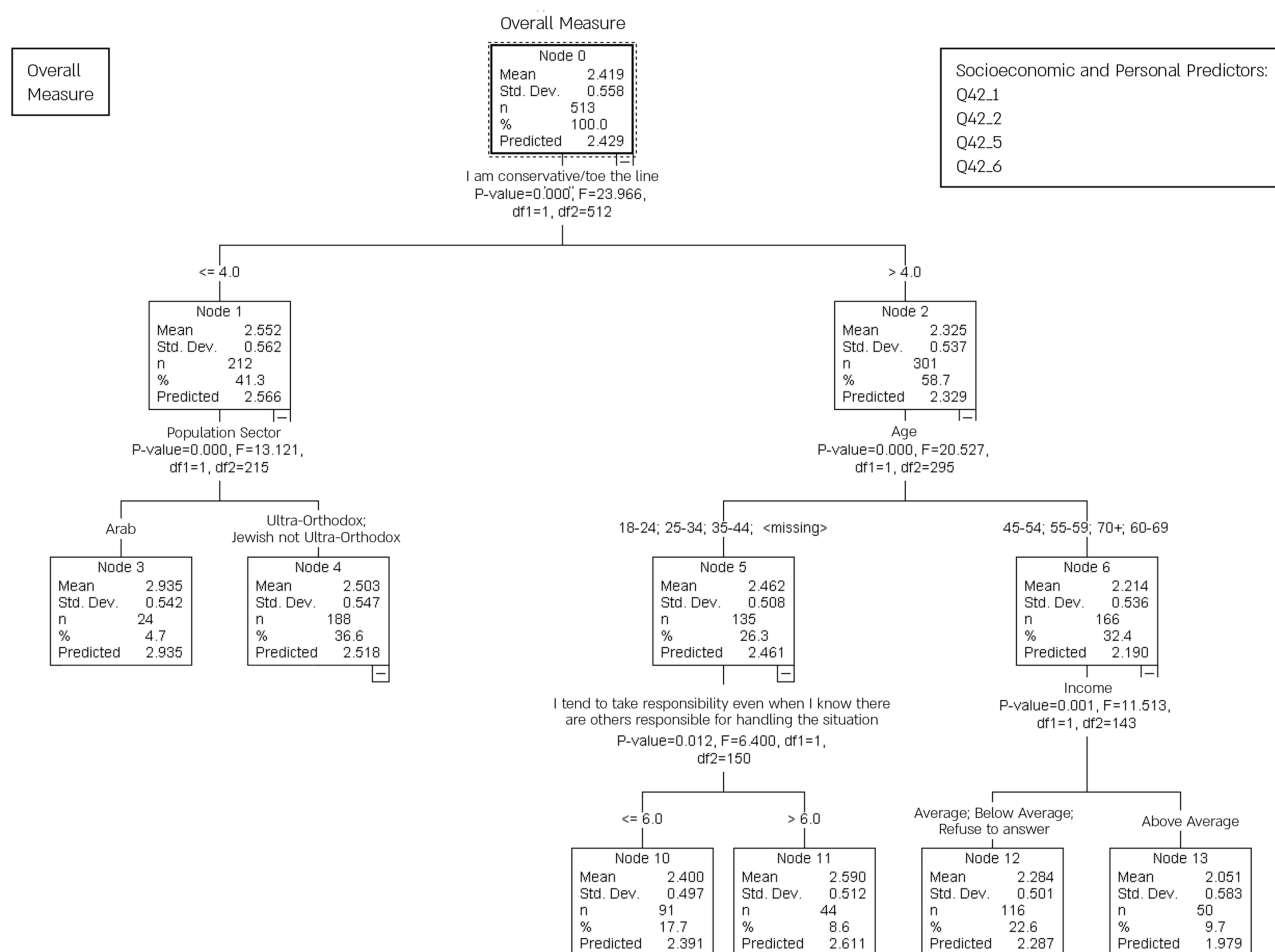 Overall Measure
Overall
Measure
Socioeconomic and Personal Predictors:
Q42_1
Q42_2
Q42_5
Q42_6
Node 0
Mean 2.419
Std. Dev. 0.558
n 513
% 100.0
Predicted 2.429
I am conservative/toe the line
P-value=0.000, F=23.966,
df1=1, df2=512
<= 4.0
> 4.0
Node 1
Mean 2.552
Std. Dev. 0.562
n 212
% 41.3
Predicted 2.566
Node 2
Mean 2.325
Std. Dev. 0.537
n 301
% 58.7
Predicted 2.329
Population Sector
P-value=0.000, F=13.121,
df1=1, df2=215
Age
P-value=0.000, F=20.527,
df1=1, df2=295
Arab
Ultra-Orthodox;
Jewish not Ultra-Orthodox
18-24; 25-34; 35-44; <missing>
45-54; 55-59; 70+; 60-69
Node 3
Mean 2.935
Std. Dev. 0.542
n 24
% 4.7
Predicted 2.935
Node 4
Mean 2.503
Std. Dev. 0.547
n 188
% 36.6
Predicted 2.518
Node 5
Mean 2.462
Std. Dev. 0.508
n 135
% 26.3
Predicted 2.461
Node 6
Mean 2.214
Std. Dev. 0.536
n 166
% 32.4
Predicted 2.190
I tend to take responsibility even when I know there
are others responsible for handling the situation
P-value=0.012, F=6.400, df1=1,
df2=150
Income
P-value=0.001, F=11.513,
df1=1, df2=143
<= 6.0
> 6.0
Average; Below Average;
Refuse to answer
Above Average
Node 10
Mean 2.400
Std. Dev. 0.497
n 91
% 17.7
Predicted 2.391
Node 11
Mean 2.590
Std. Dev. 0.512
n 44
% 8.6
Predicted 2.611
Node 12
Mean 2.284
Std. Dev. 0.501
n 116
% 22.6
Predicted 2.287
Node 13
Mean 2.051
Std. Dev. 0.583
n 50
% 9.7
Predicted 1.979